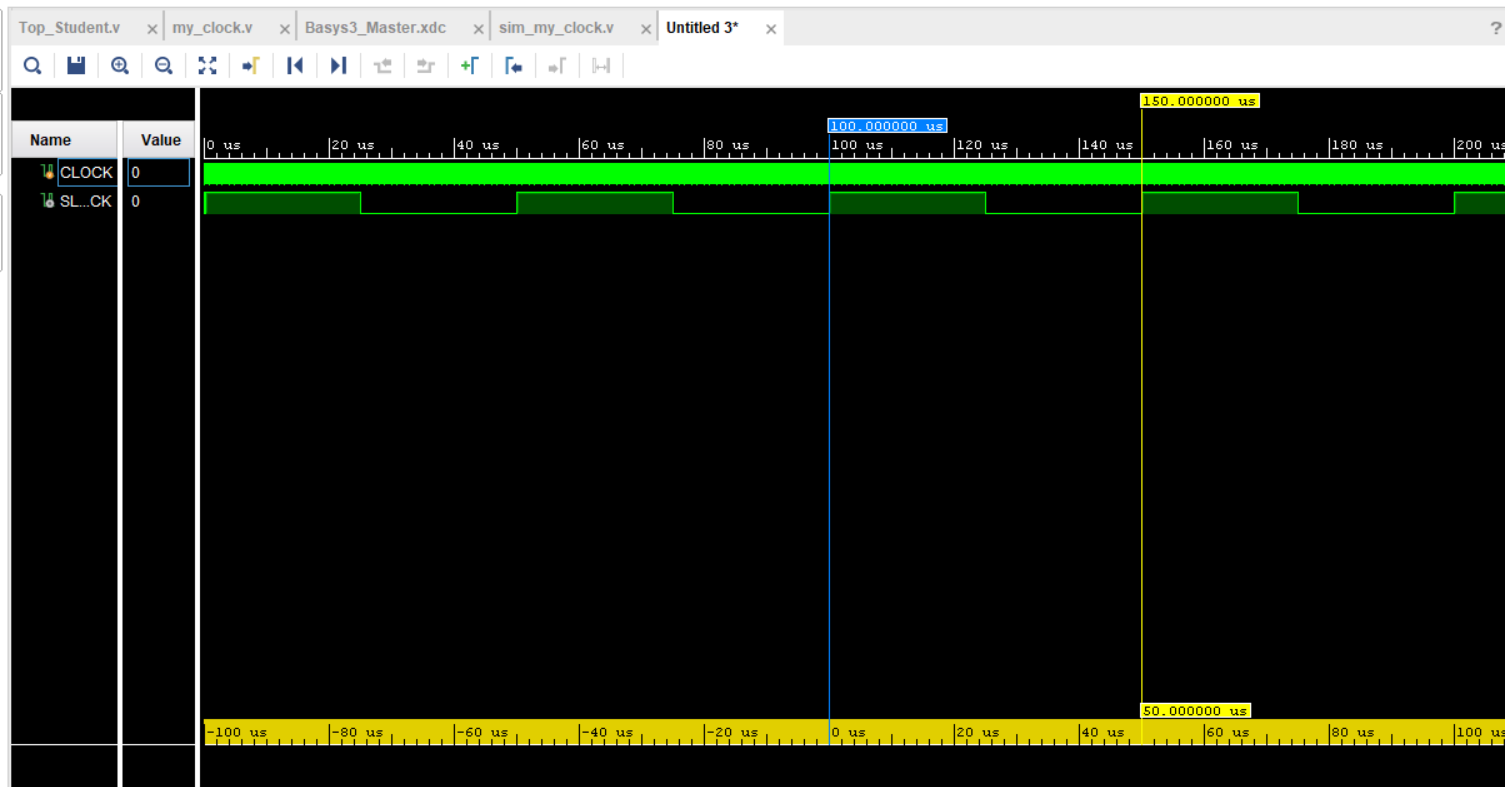 Top_Student.v × my_clock.v × Basys3_Master.xdc × sim_my_clock.v × Untitled 3* × ?
150.000000 us
100.000000 us
Name Value 0 us 20 us 40 us 60 us 80 us 100 us 120 us 140 us 160 us 180 us 200 us
CLOCK 0
SL...CK 0
50.000000 us
-100 us -80 us -60 us -40 us -20 us 0 us 20 us 40 us 60 us 80 us 100 us